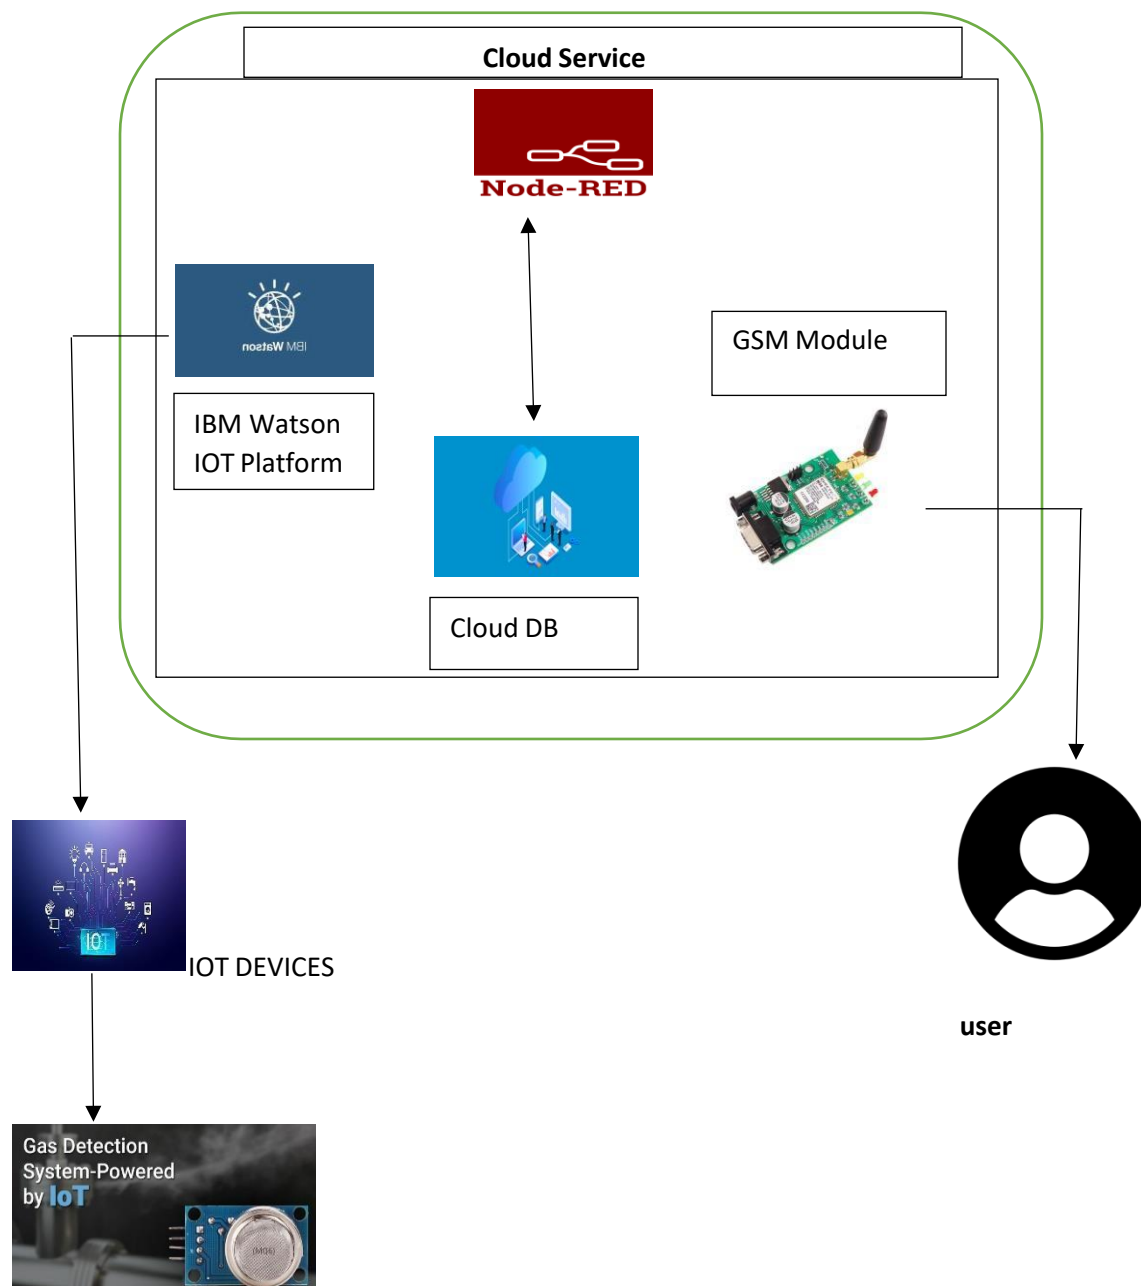 Cloud Service
Node-RED
IBM Watson
GSM Module
IBM Watson
IOT Platform
Cloud DB
IOT
IOT DEVICES
user
Gas Detection
System-Powered
by IoT
(MQ6)